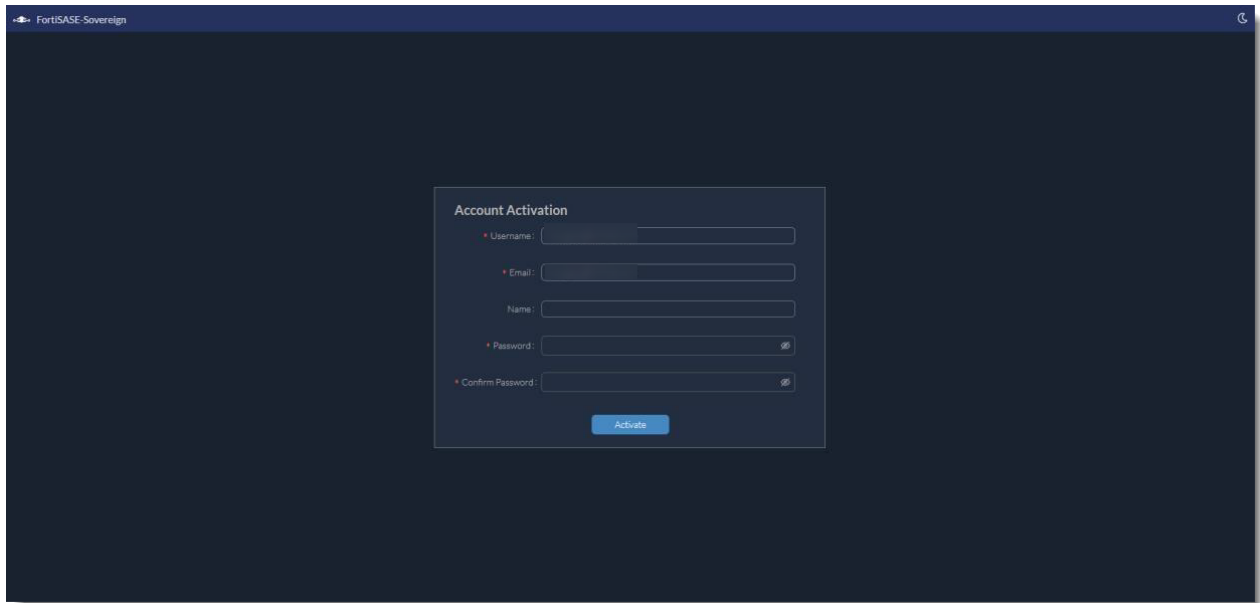 FortiSASE-Sovereign
Account Activation
* Username:
* Email:
Name:
* Password:
* Confirm Password:
Activate